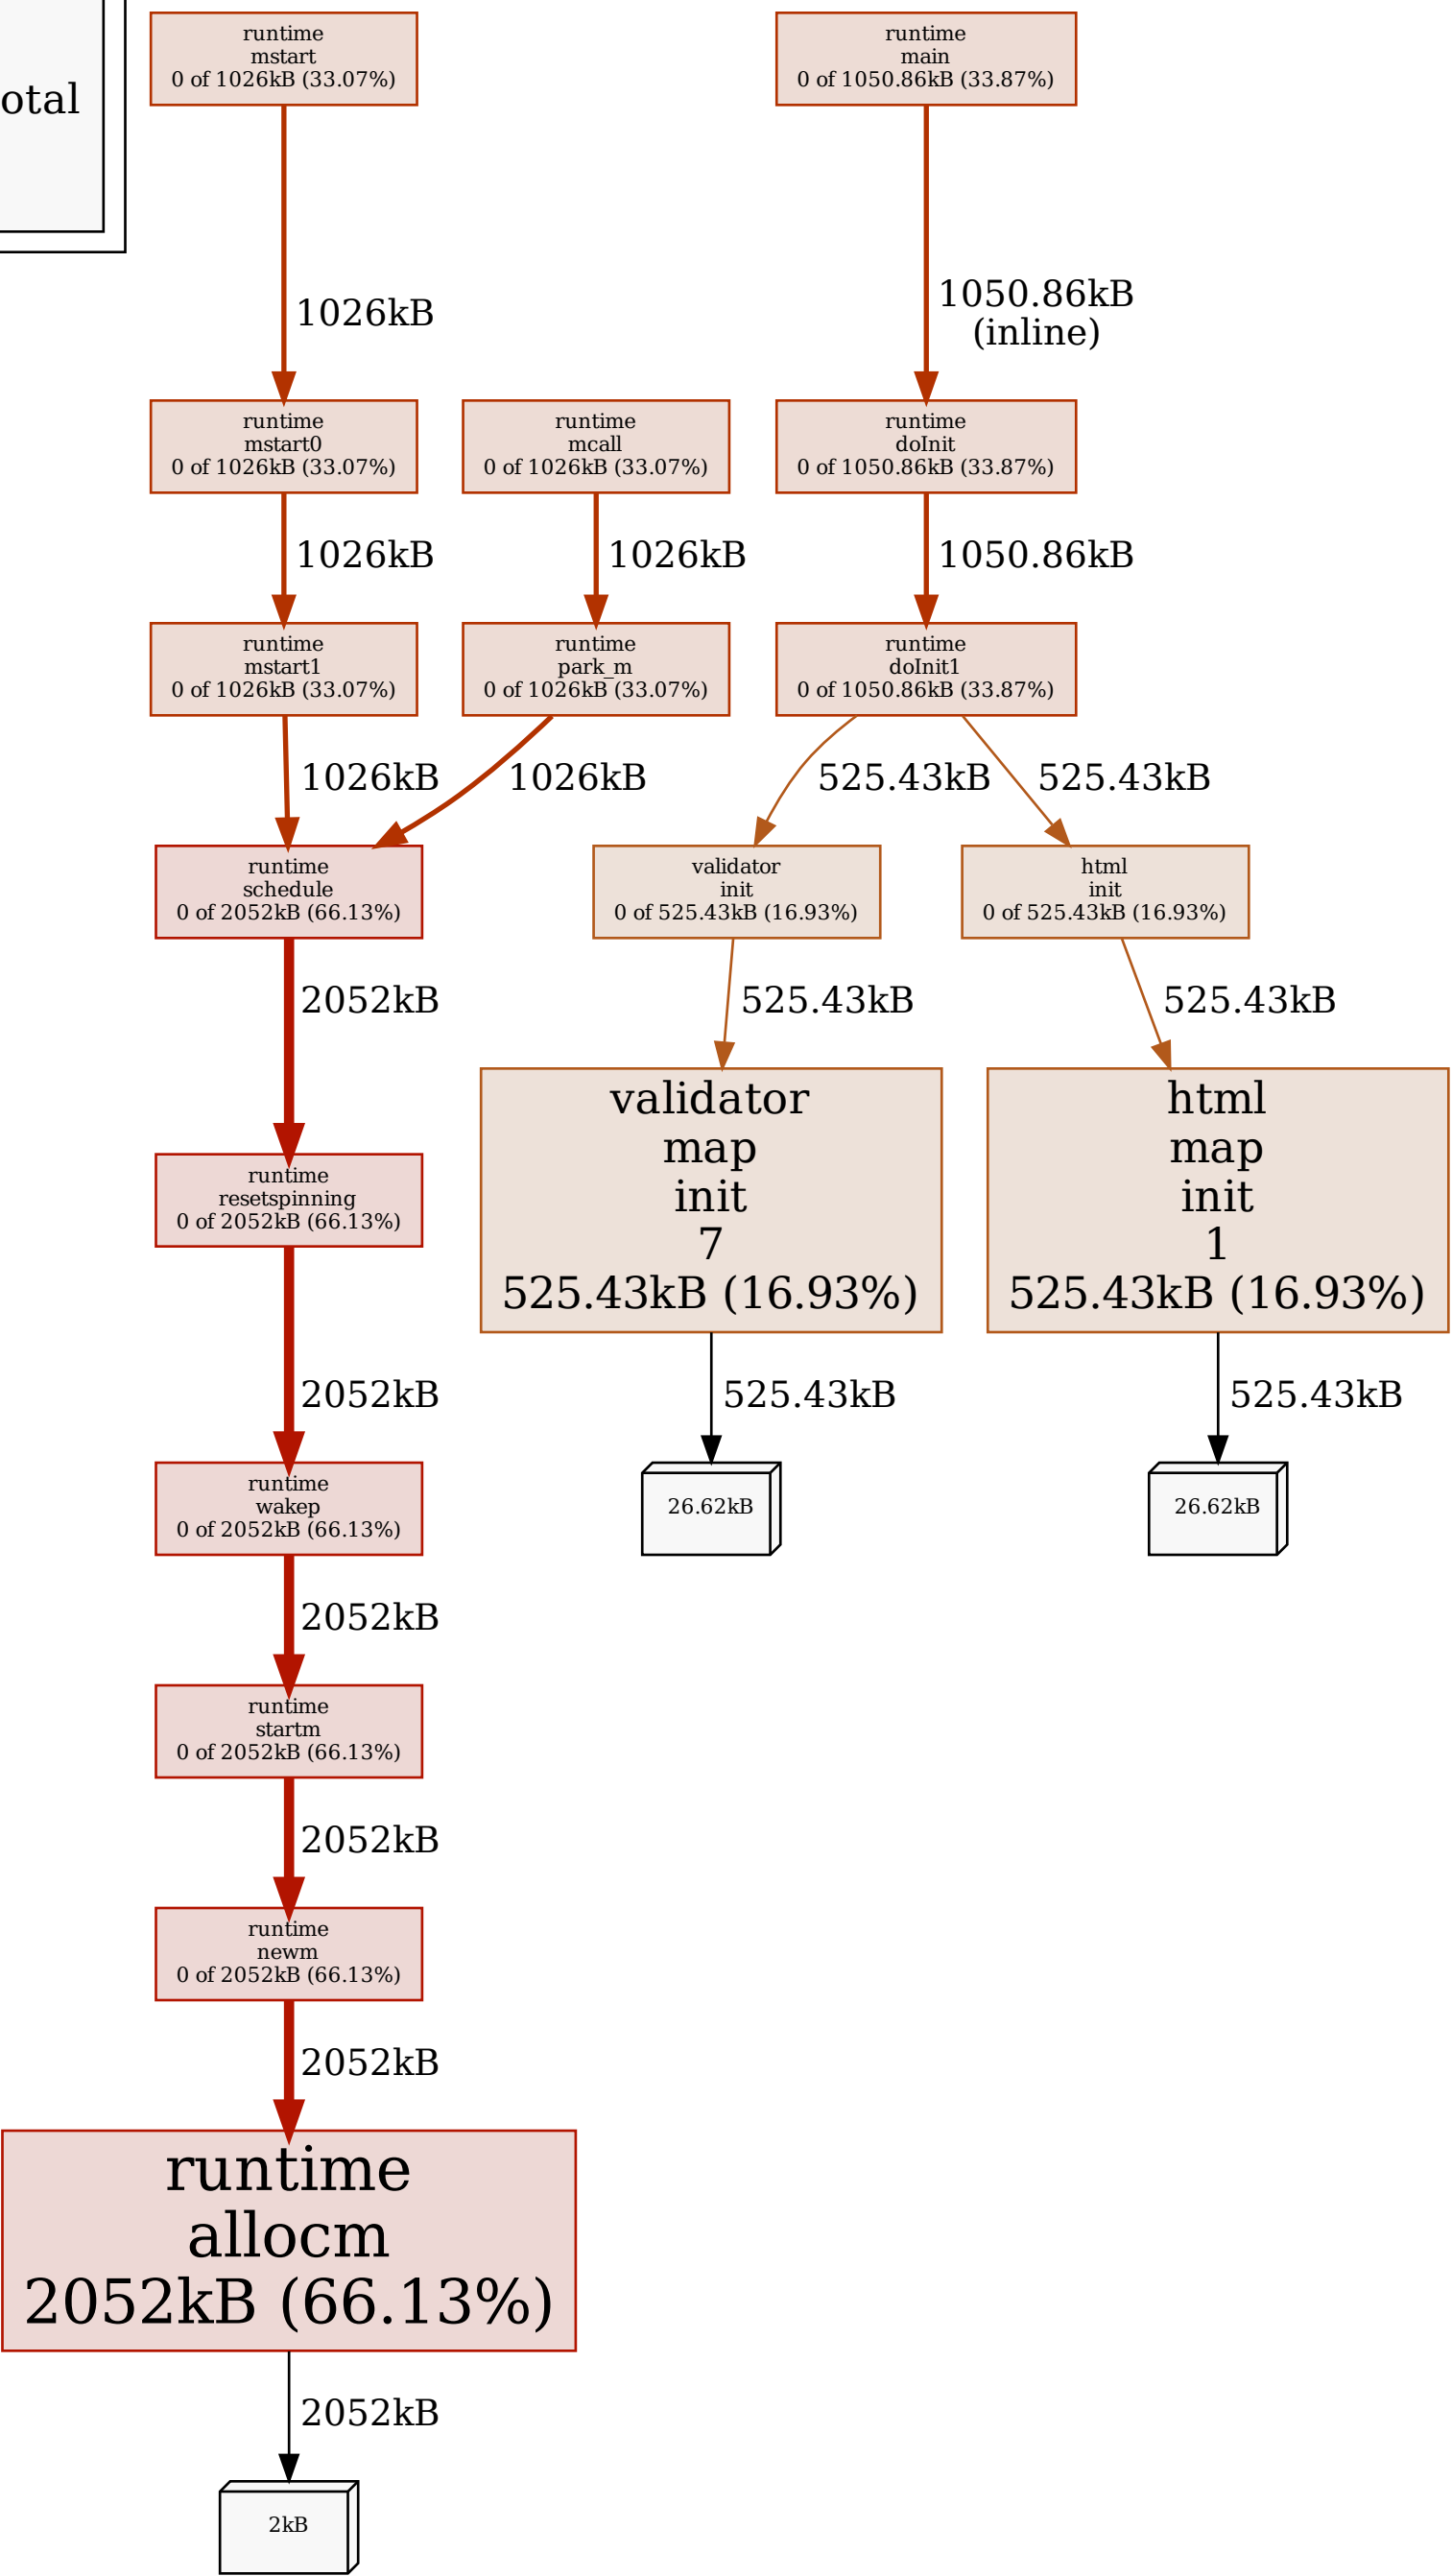 otal
runtime
mstart
0 of 1026kB (33.07%)
runtime
main
0 of 1050.86kB (33.87%)
1026kB
1050.86kB
(inline)
runtime
mstart0
0 of 1026kB (33.07%)
runtime
mcall
0 of 1026kB (33.07%)
runtime
doInit
0 of 1050.86kB (33.87%)
1026kB
1026kB
1050.86kB
runtime
mstart1
0 of 1026kB (33.07%)
runtime
park_m
0 of 1026kB (33.07%)
runtime
doInit1
0 of 1050.86kB (33.87%)
1026kB
1026kB
525.43kB
525.43kB
runtime
schedule
0 of 2052kB (66.13%)
validator
init
0 of 525.43kB (16.93%)
html
init
0 of 525.43kB (16.93%)
2052kB
525.43kB
525.43kB
runtime
resetspinning
0 of 2052kB (66.13%)
validator
map
init
7
525.43kB (16.93%)
html
map
init
1
525.43kB (16.93%)
2052kB
525.43kB
525.43kB
runtime
wakep
0 of 2052kB (66.13%)
26.62kB
26.62kB
2052kB
runtime
startm
0 of 2052kB (66.13%)
2052kB
runtime
newm
0 of 2052kB (66.13%)
2052kB
runtime
allocm
2052kB (66.13%)
2052kB
2kB